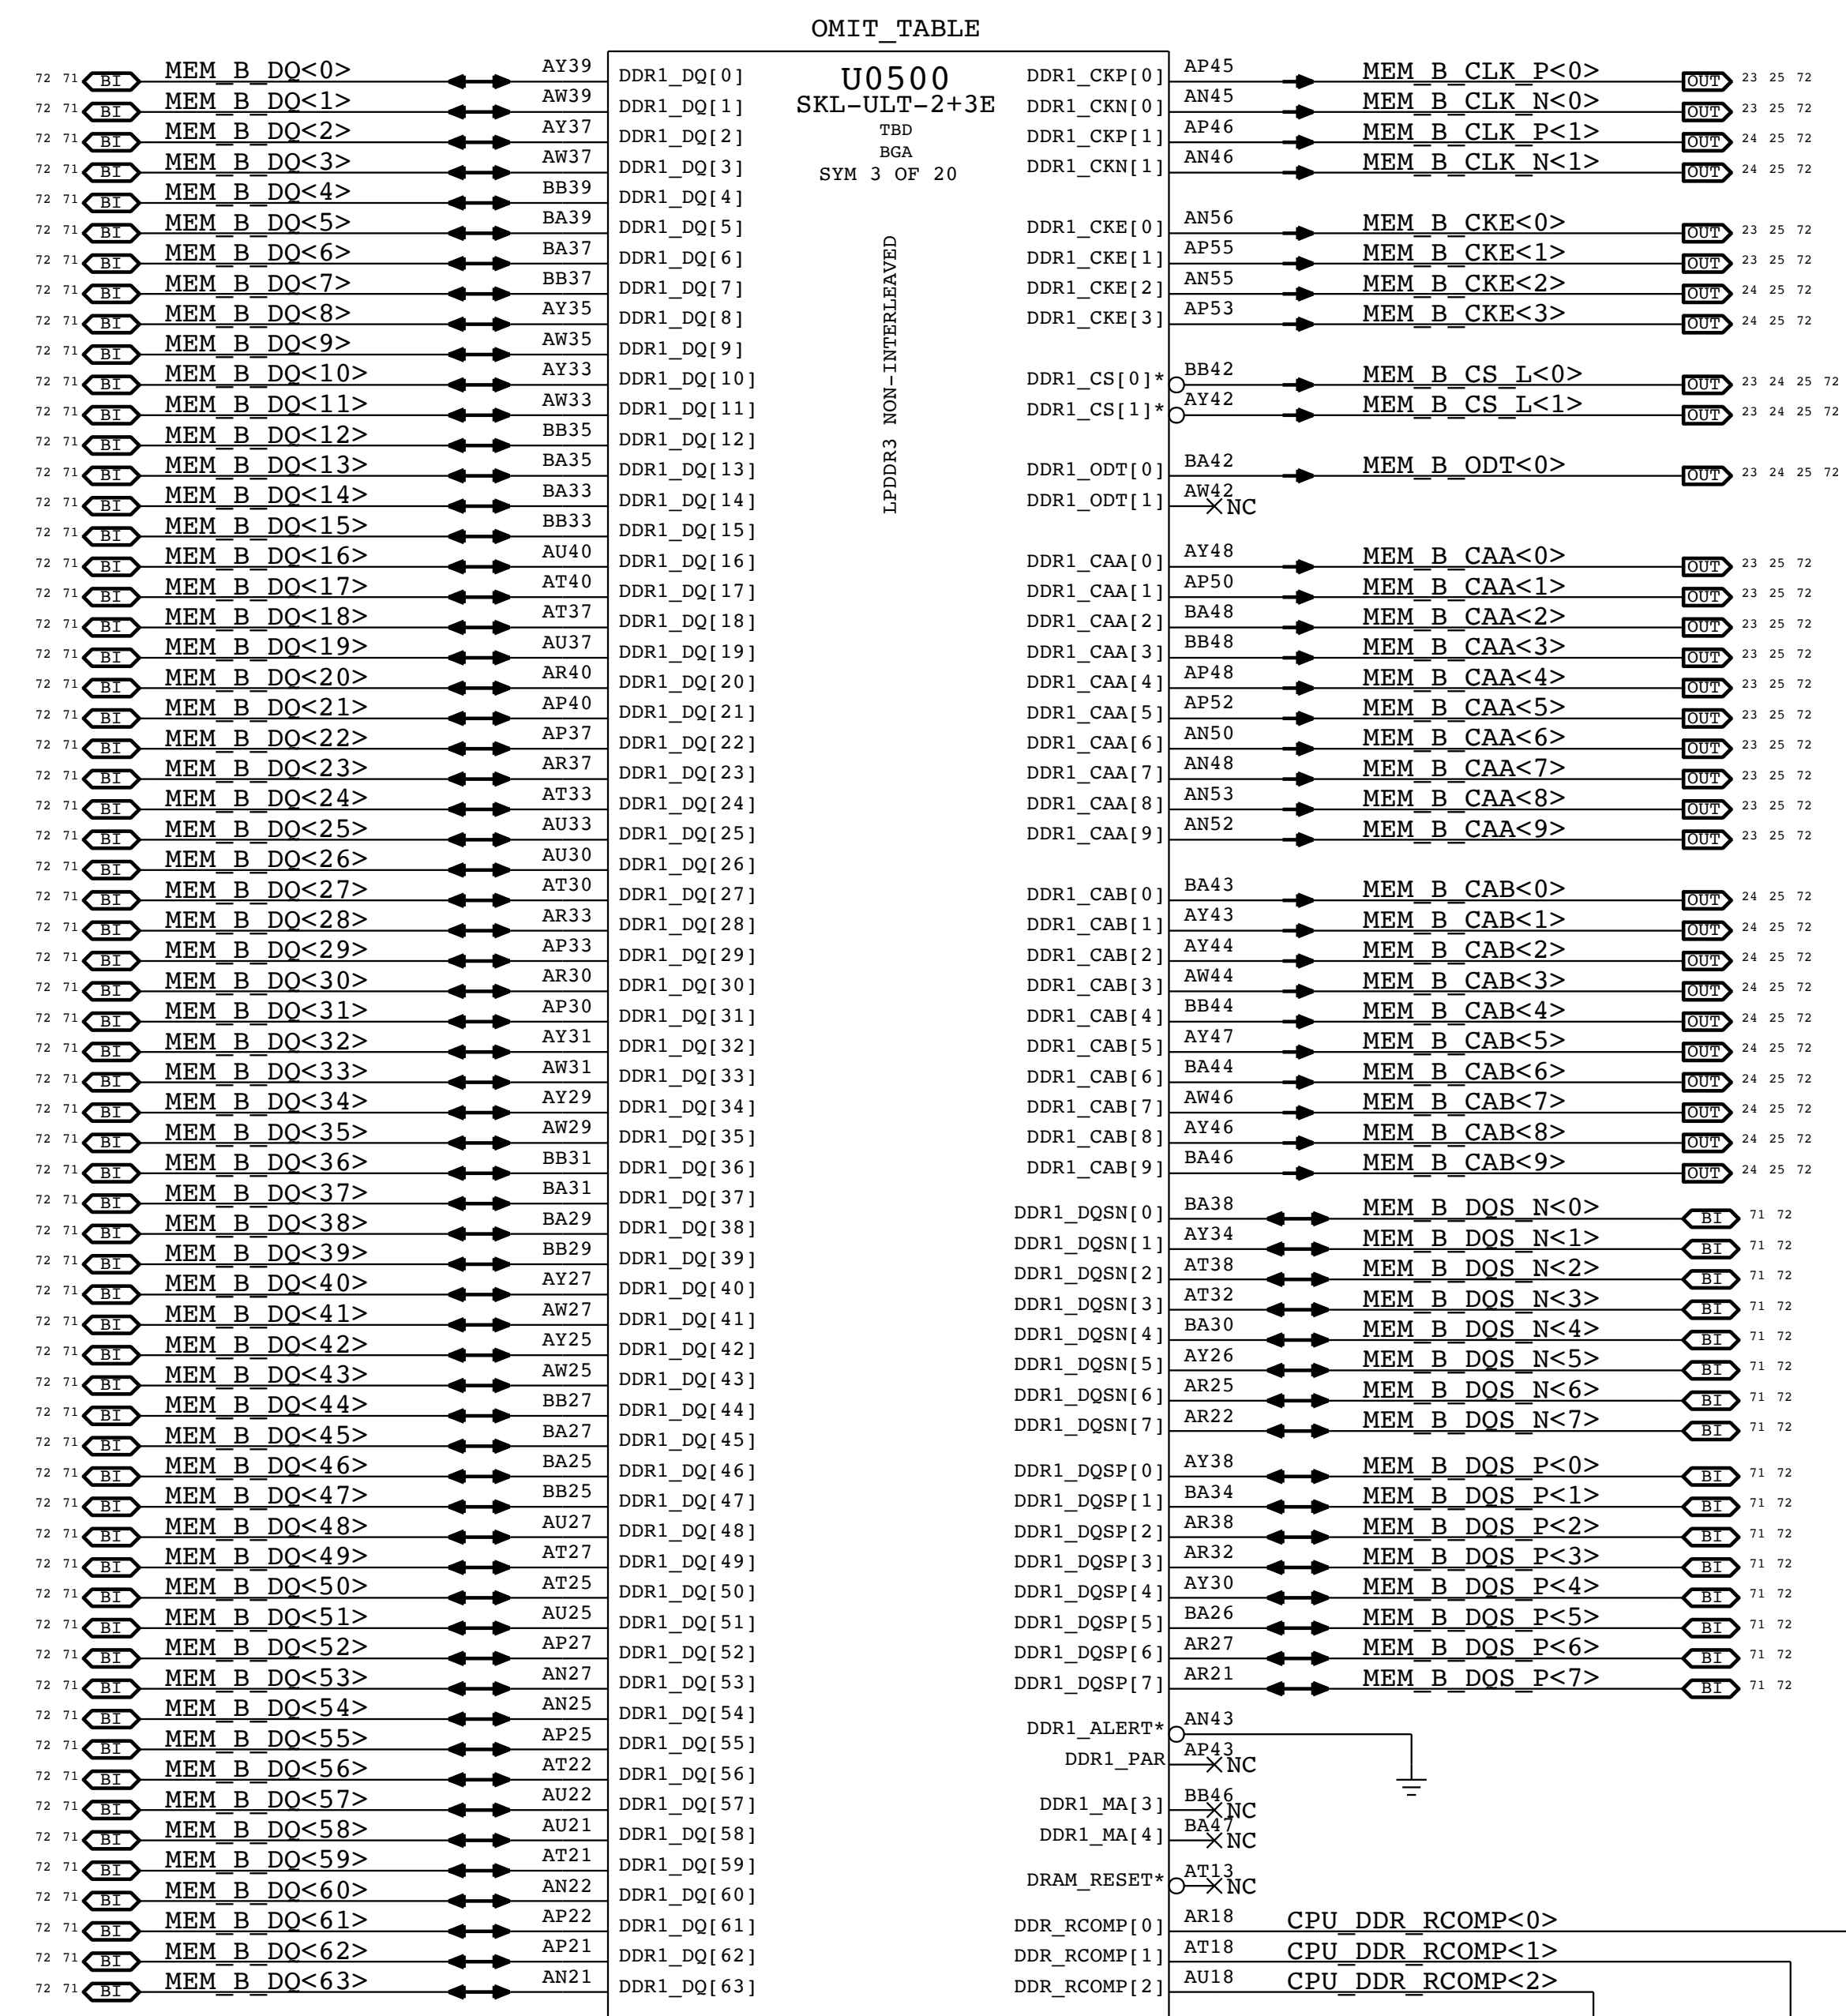 OMIT_TABLE
U0500
SKL-ULT-2+3E
TBD
BGA
SYM 3 OF 20
LPDDR3 NON-INTERLEAVED
72 71 BI MEM_B_DQ<0> AY39 DDR1_DQ[0]
72 71 BI MEM_B_DQ<1> AW39 DDR1_DQ[1]
72 71 BI MEM_B_DQ<2> AY37 DDR1_DQ[2]
72 71 BI MEM_B_DQ<3> AW37 DDR1_DQ[3]
72 71 BI MEM_B_DQ<4> BB39 DDR1_DQ[4]
72 71 BI MEM_B_DQ<5> BA39 DDR1_DQ[5]
72 71 BI MEM_B_DQ<6> BA37 DDR1_DQ[6]
72 71 BI MEM_B_DQ<7> BB37 DDR1_DQ[7]
72 71 BI MEM_B_DQ<8> AY35 DDR1_DQ[8]
72 71 BI MEM_B_DQ<9> AW35 DDR1_DQ[9]
72 71 BI MEM_B_DQ<10> AY33 DDR1_DQ[10]
72 71 BI MEM_B_DQ<11> AW33 DDR1_DQ[11]
72 71 BI MEM_B_DQ<12> BB35 DDR1_DQ[12]
72 71 BI MEM_B_DQ<13> BA35 DDR1_DQ[13]
72 71 BI MEM_B_DQ<14> BA33 DDR1_DQ[14]
72 71 BI MEM_B_DQ<15> BB33 DDR1_DQ[15]
72 71 BI MEM_B_DQ<16> AU40 DDR1_DQ[16]
72 71 BI MEM_B_DQ<17> AT40 DDR1_DQ[17]
72 71 BI MEM_B_DQ<18> AT37 DDR1_DQ[18]
72 71 BI MEM_B_DQ<19> AU37 DDR1_DQ[19]
72 71 BI MEM_B_DQ<20> AR40 DDR1_DQ[20]
72 71 BI MEM_B_DQ<21> AP40 DDR1_DQ[21]
72 71 BI MEM_B_DQ<22> AP37 DDR1_DQ[22]
72 71 BI MEM_B_DQ<23> AR37 DDR1_DQ[23]
72 71 BI MEM_B_DQ<24> AT33 DDR1_DQ[24]
72 71 BI MEM_B_DQ<25> AU33 DDR1_DQ[25]
72 71 BI MEM_B_DQ<26> AU30 DDR1_DQ[26]
72 71 BI MEM_B_DQ<27> AT30 DDR1_DQ[27]
72 71 BI MEM_B_DQ<28> AR33 DDR1_DQ[28]
72 71 BI MEM_B_DQ<29> AP33 DDR1_DQ[29]
72 71 BI MEM_B_DQ<30> AR30 DDR1_DQ[30]
72 71 BI MEM_B_DQ<31> AP30 DDR1_DQ[31]
72 71 BI MEM_B_DQ<32> AY31 DDR1_DQ[32]
72 71 BI MEM_B_DQ<33> AW31 DDR1_DQ[33]
72 71 BI MEM_B_DQ<34> AY29 DDR1_DQ[34]
72 71 BI MEM_B_DQ<35> AW29 DDR1_DQ[35]
72 71 BI MEM_B_DQ<36> BB31 DDR1_DQ[36]
72 71 BI MEM_B_DQ<37> BA31 DDR1_DQ[37]
72 71 BI MEM_B_DQ<38> BA29 DDR1_DQ[38]
72 71 BI MEM_B_DQ<39> BB29 DDR1_DQ[39]
72 71 BI MEM_B_DQ<40> AY27 DDR1_DQ[40]
72 71 BI MEM_B_DQ<41> AW27 DDR1_DQ[41]
72 71 BI MEM_B_DQ<42> AY25 DDR1_DQ[42]
72 71 BI MEM_B_DQ<43> AW25 DDR1_DQ[43]
72 71 BI MEM_B_DQ<44> BB27 DDR1_DQ[44]
72 71 BI MEM_B_DQ<45> BA27 DDR1_DQ[45]
72 71 BI MEM_B_DQ<46> BA25 DDR1_DQ[46]
72 71 BI MEM_B_DQ<47> BB25 DDR1_DQ[47]
72 71 BI MEM_B_DQ<48> AU27 DDR1_DQ[48]
72 71 BI MEM_B_DQ<49> AT27 DDR1_DQ[49]
72 71 BI MEM_B_DQ<50> AT25 DDR1_DQ[50]
72 71 BI MEM_B_DQ<51> AU25 DDR1_DQ[51]
72 71 BI MEM_B_DQ<52> AP27 DDR1_DQ[52]
72 71 BI MEM_B_DQ<53> AN27 DDR1_DQ[53]
72 71 BI MEM_B_DQ<54> AN25 DDR1_DQ[54]
72 71 BI MEM_B_DQ<55> AP25 DDR1_DQ[55]
72 71 BI MEM_B_DQ<56> AT22 DDR1_DQ[56]
72 71 BI MEM_B_DQ<57> AU22 DDR1_DQ[57]
72 71 BI MEM_B_DQ<58> AU21 DDR1_DQ[58]
72 71 BI MEM_B_DQ<59> AT21 DDR1_DQ[59]
72 71 BI MEM_B_DQ<60> AN22 DDR1_DQ[60]
72 71 BI MEM_B_DQ<61> AP22 DDR1_DQ[61]
72 71 BI MEM_B_DQ<62> AP21 DDR1_DQ[62]
72 71 BI MEM_B_DQ<63> AN21 DDR1_DQ[63]
DDR1_CKP[0] AP45 MEM_B_CLK_P<0> OUT 23 25 72
DDR1_CKN[0] AN45 MEM_B_CLK_N<0> OUT 23 25 72
DDR1_CKP[1] AP46 MEM_B_CLK_P<1> OUT 24 25 72
DDR1_CKN[1] AN46 MEM_B_CLK_N<1> OUT 24 25 72
DDR1_CKE[0] AN56 MEM_B_CKE<0> OUT 23 25 72
DDR1_CKE[1] AP55 MEM_B_CKE<1> OUT 23 25 72
DDR1_CKE[2] AN55 MEM_B_CKE<2> OUT 24 25 72
DDR1_CKE[3] AP53 MEM_B_CKE<3> OUT 24 25 72
DDR1_CS[0]* BB42 MEM_B_CS_L<0> OUT 23 24 25 72
DDR1_CS[1]* AY42 MEM_B_CS_L<1> OUT 23 24 25 72
DDR1_ODT[0] BA42 MEM_B_ODT<0> OUT 23 24 25 72
DDR1_ODT[1] AW42 NC
DDR1_CAA[0] AY48 MEM_B_CAA<0> OUT 23 25 72
DDR1_CAA[1] AP50 MEM_B_CAA<1> OUT 23 25 72
DDR1_CAA[2] BA48 MEM_B_CAA<2> OUT 23 25 72
DDR1_CAA[3] BB48 MEM_B_CAA<3> OUT 23 25 72
DDR1_CAA[4] AP48 MEM_B_CAA<4> OUT 23 25 72
DDR1_CAA[5] AP52 MEM_B_CAA<5> OUT 23 25 72
DDR1_CAA[6] AN50 MEM_B_CAA<6> OUT 23 25 72
DDR1_CAA[7] AN48 MEM_B_CAA<7> OUT 23 25 72
DDR1_CAA[8] AN53 MEM_B_CAA<8> OUT 23 25 72
DDR1_CAA[9] AN52 MEM_B_CAA<9> OUT 23 25 72
DDR1_CAB[0] BA43 MEM_B_CAB<0> OUT 24 25 72
DDR1_CAB[1] AY43 MEM_B_CAB<1> OUT 24 25 72
DDR1_CAB[2] AY44 MEM_B_CAB<2> OUT 24 25 72
DDR1_CAB[3] AW44 MEM_B_CAB<3> OUT 24 25 72
DDR1_CAB[4] BB44 MEM_B_CAB<4> OUT 24 25 72
DDR1_CAB[5] AY47 MEM_B_CAB<5> OUT 24 25 72
DDR1_CAB[6] BA44 MEM_B_CAB<6> OUT 24 25 72
DDR1_CAB[7] AW46 MEM_B_CAB<7> OUT 24 25 72
DDR1_CAB[8] AY46 MEM_B_CAB<8> OUT 24 25 72
DDR1_CAB[9] BA46 MEM_B_CAB<9> OUT 24 25 72
DDR1_DQSN[0] BA38 MEM_B_DQS_N<0> BI 71 72
DDR1_DQSN[1] AY34 MEM_B_DQS_N<1> BI 71 72
DDR1_DQSN[2] AT38 MEM_B_DQS_N<2> BI 71 72
DDR1_DQSN[3] AT32 MEM_B_DQS_N<3> BI 71 72
DDR1_DQSN[4] BA30 MEM_B_DQS_N<4> BI 71 72
DDR1_DQSN[5] AY26 MEM_B_DQS_N<5> BI 71 72
DDR1_DQSN[6] AR25 MEM_B_DQS_N<6> BI 71 72
DDR1_DQSN[7] AR22 MEM_B_DQS_N<7> BI 71 72
DDR1_DQSP[0] AY38 MEM_B_DQS_P<0> BI 71 72
DDR1_DQSP[1] BA34 MEM_B_DQS_P<1> BI 71 72
DDR1_DQSP[2] AR38 MEM_B_DQS_P<2> BI 71 72
DDR1_DQSP[3] AR32 MEM_B_DQS_P<3> BI 71 72
DDR1_DQSP[4] AY30 MEM_B_DQS_P<4> BI 71 72
DDR1_DQSP[5] BA26 MEM_B_DQS_P<5> BI 71 72
DDR1_DQSP[6] AR27 MEM_B_DQS_P<6> BI 71 72
DDR1_DQSP[7] AR21 MEM_B_DQS_P<7> BI 71 72
DDR1_ALERT* AN43
DDR1_PAR AP43 NC
DDR1_MA[3] BB46 NC
DDR1_MA[4] BA47 NC
DRAM_RESET* AT13 NC
DDR_RCOMP[0] AR18 CPU_DDR_RCOMP<0>
DDR_RCOMP[1] AT18 CPU_DDR_RCOMP<1>
DDR_RCOMP[2] AU18 CPU_DDR_RCOMP<2>